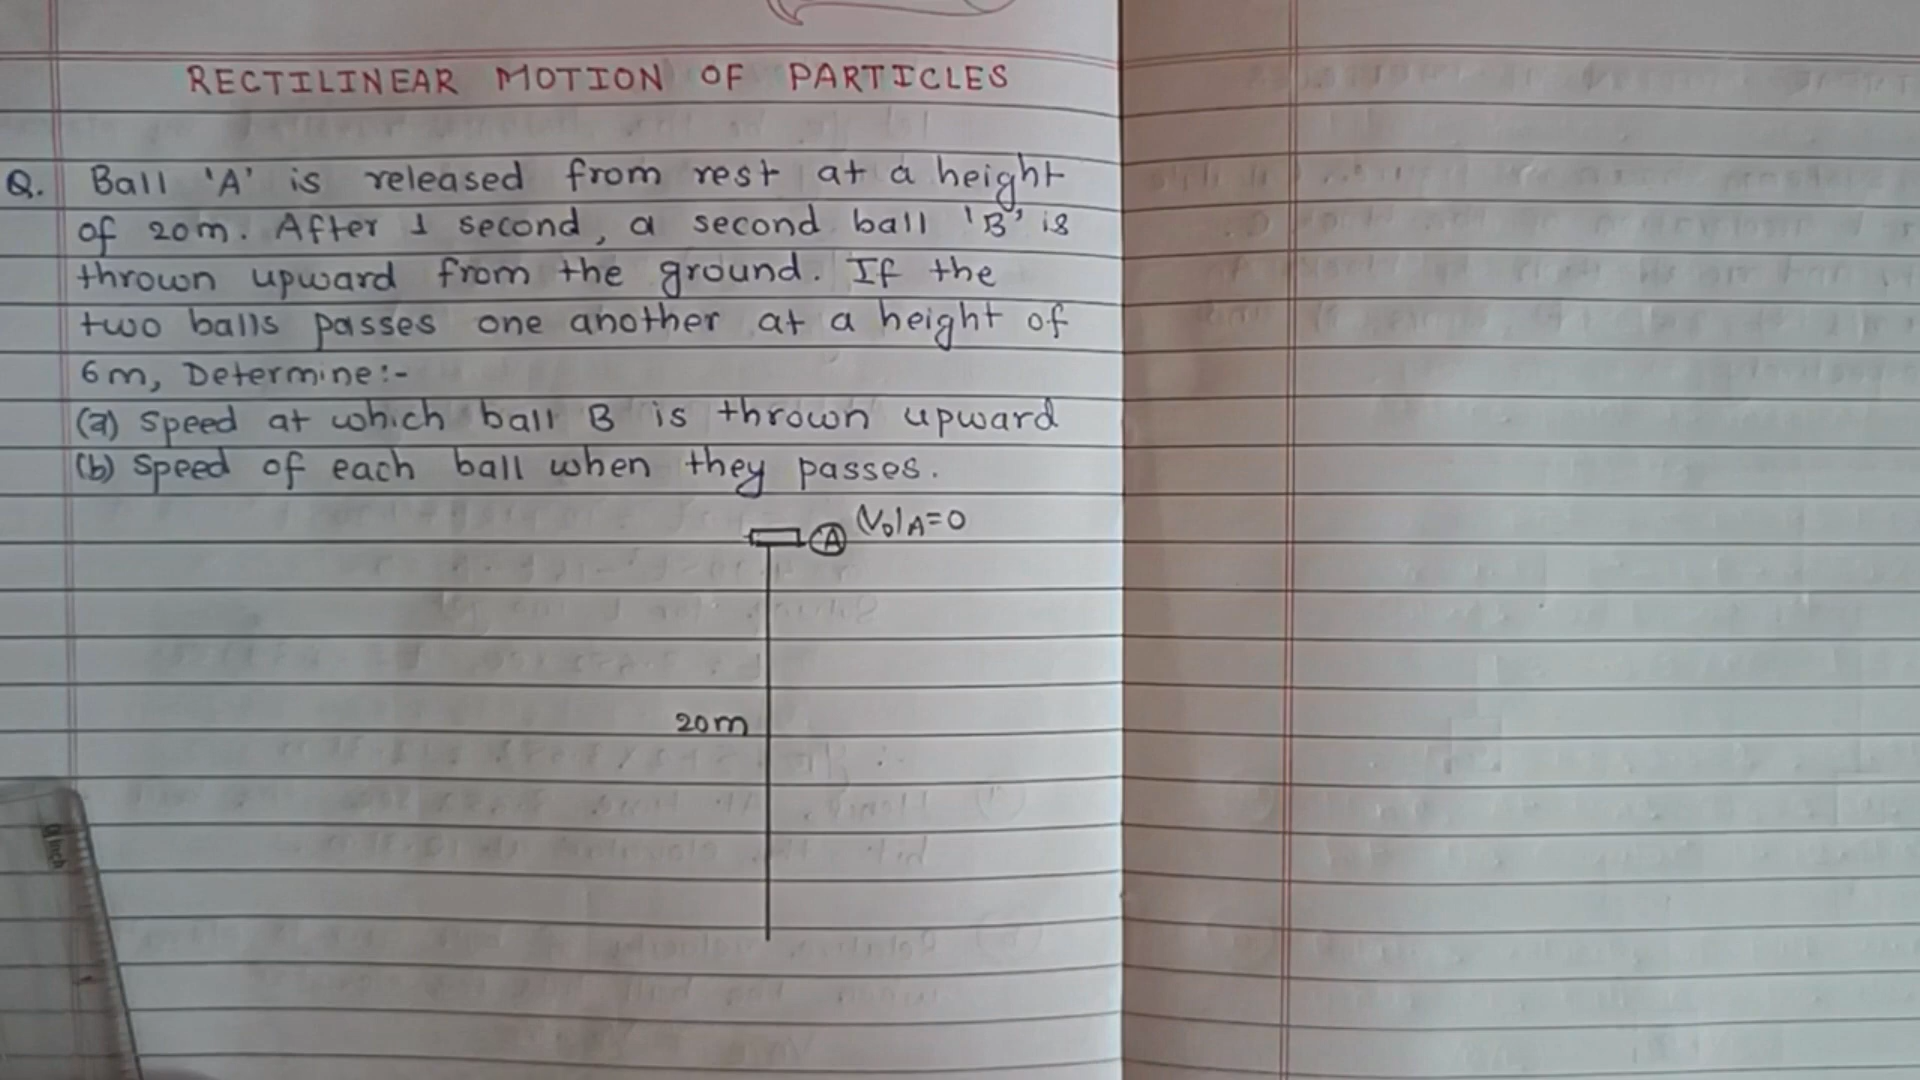 RECTILINEAR MOTION OF PARTICLES
Q. Ball 'A' is released from rest at a height
of 20m. After 1 second, a second ball 'B' is
thrown upward from the ground. If the
two balls passes one another at a height of
6m, Determine:-
(a) Speed at which ball B is thrown upward
(b) Speed of each ball when they passes.
A (V₀)A=0
20m
9 inch